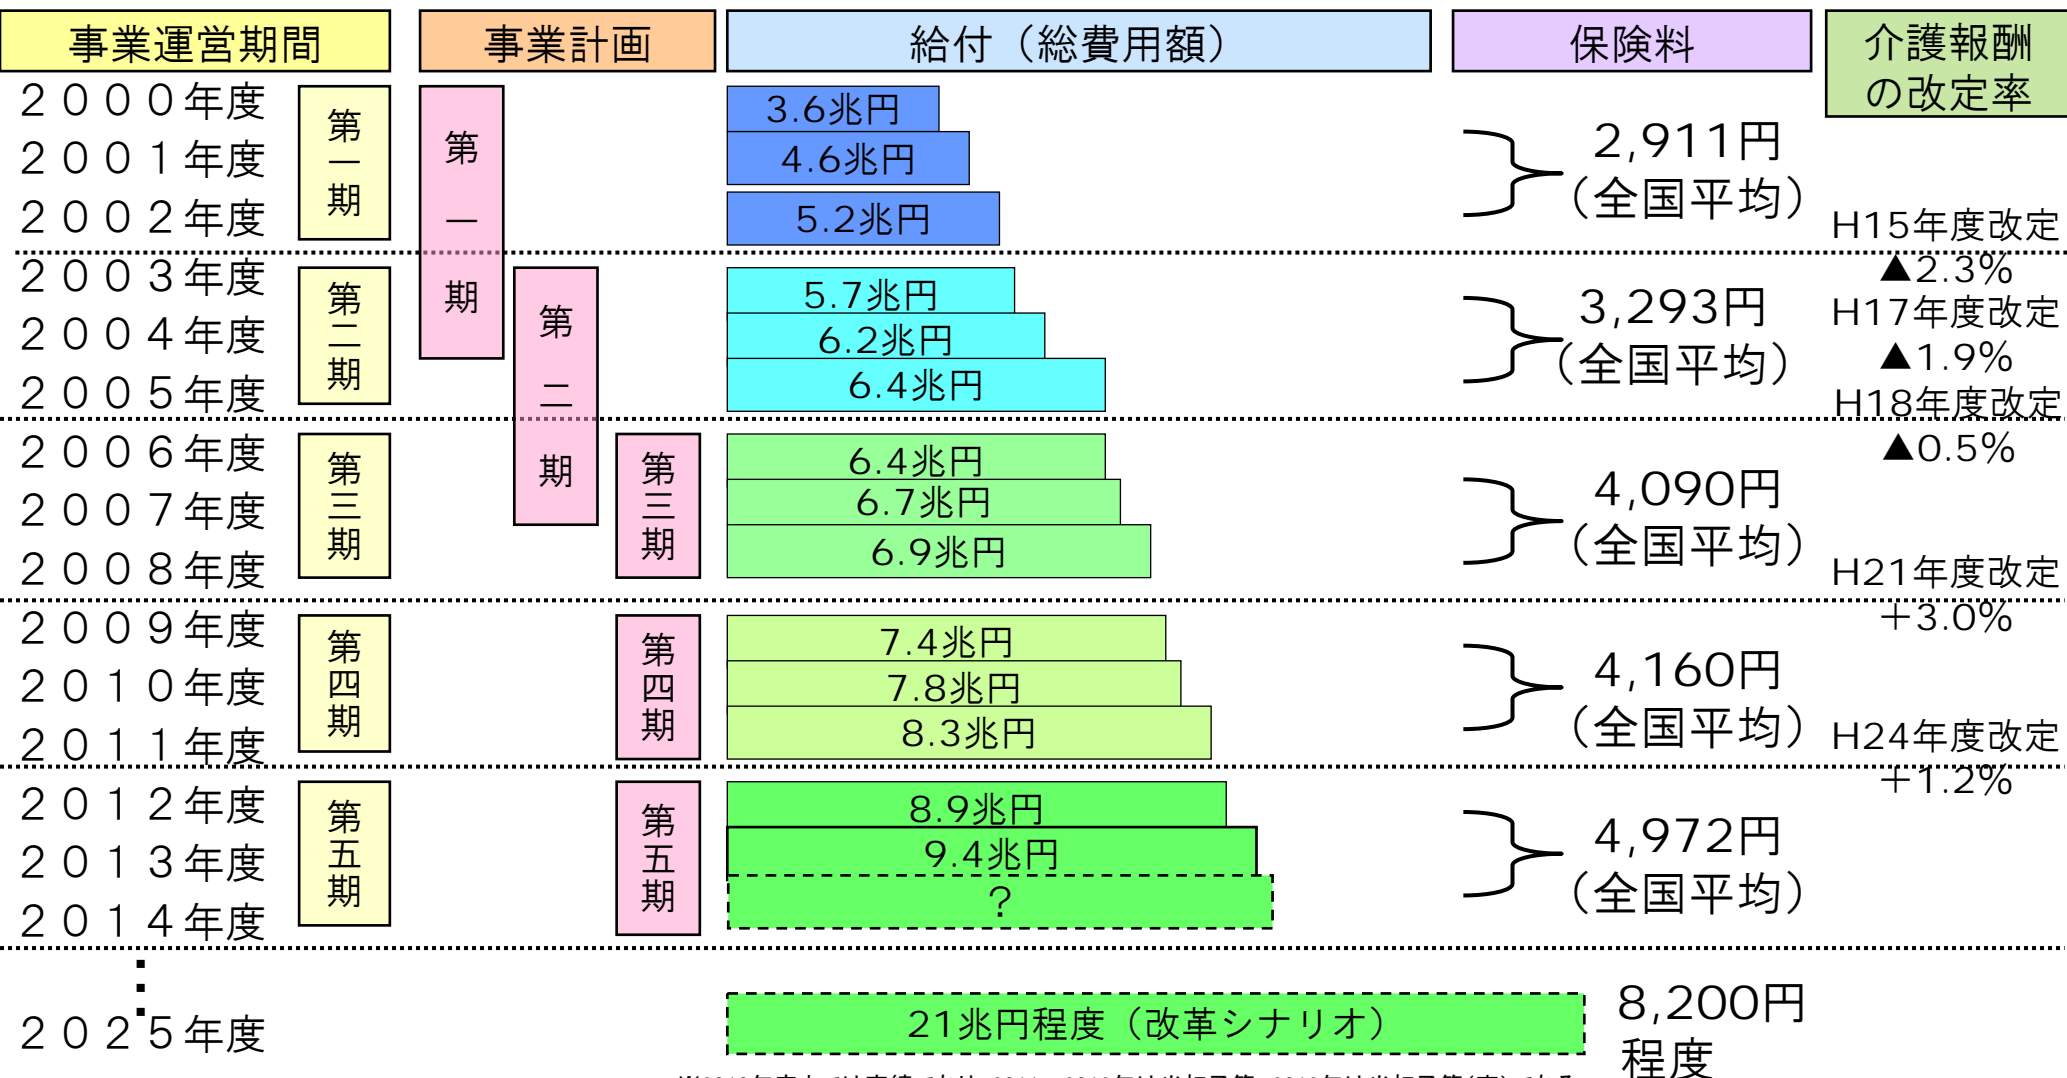 事業運営期間
事業計画
給付（総費用額）
保険料
介護報酬
の改定率
２０００年度
２００１年度
２００２年度
第一期
第一期
3.6兆円
4.6兆円
5.2兆円
2,911円
（全国平均）
H15年度改定
▲2.3%
２００３年度
２００４年度
２００５年度
第二期
第二期
5.7兆円
6.2兆円
6.4兆円
3,293円
（全国平均）
H17年度改定
▲1.9%
H18年度改定
▲0.5%
２００６年度
２００７年度
２００８年度
第三期
第三期
6.4兆円
6.7兆円
6.9兆円
4,090円
（全国平均）
H21年度改定
＋3.0%
２００９年度
２０１０年度
２０１１年度
第四期
第四期
7.4兆円
7.8兆円
8.3兆円
4,160円
（全国平均）
H24年度改定
＋1.2%
２０１２年度
２０１３年度
２０１４年度
第五期
第五期
8.9兆円
9.4兆円
？
4,972円
（全国平均）
２０２５年度
21兆円程度（改革シナリオ）
8,200円
程度